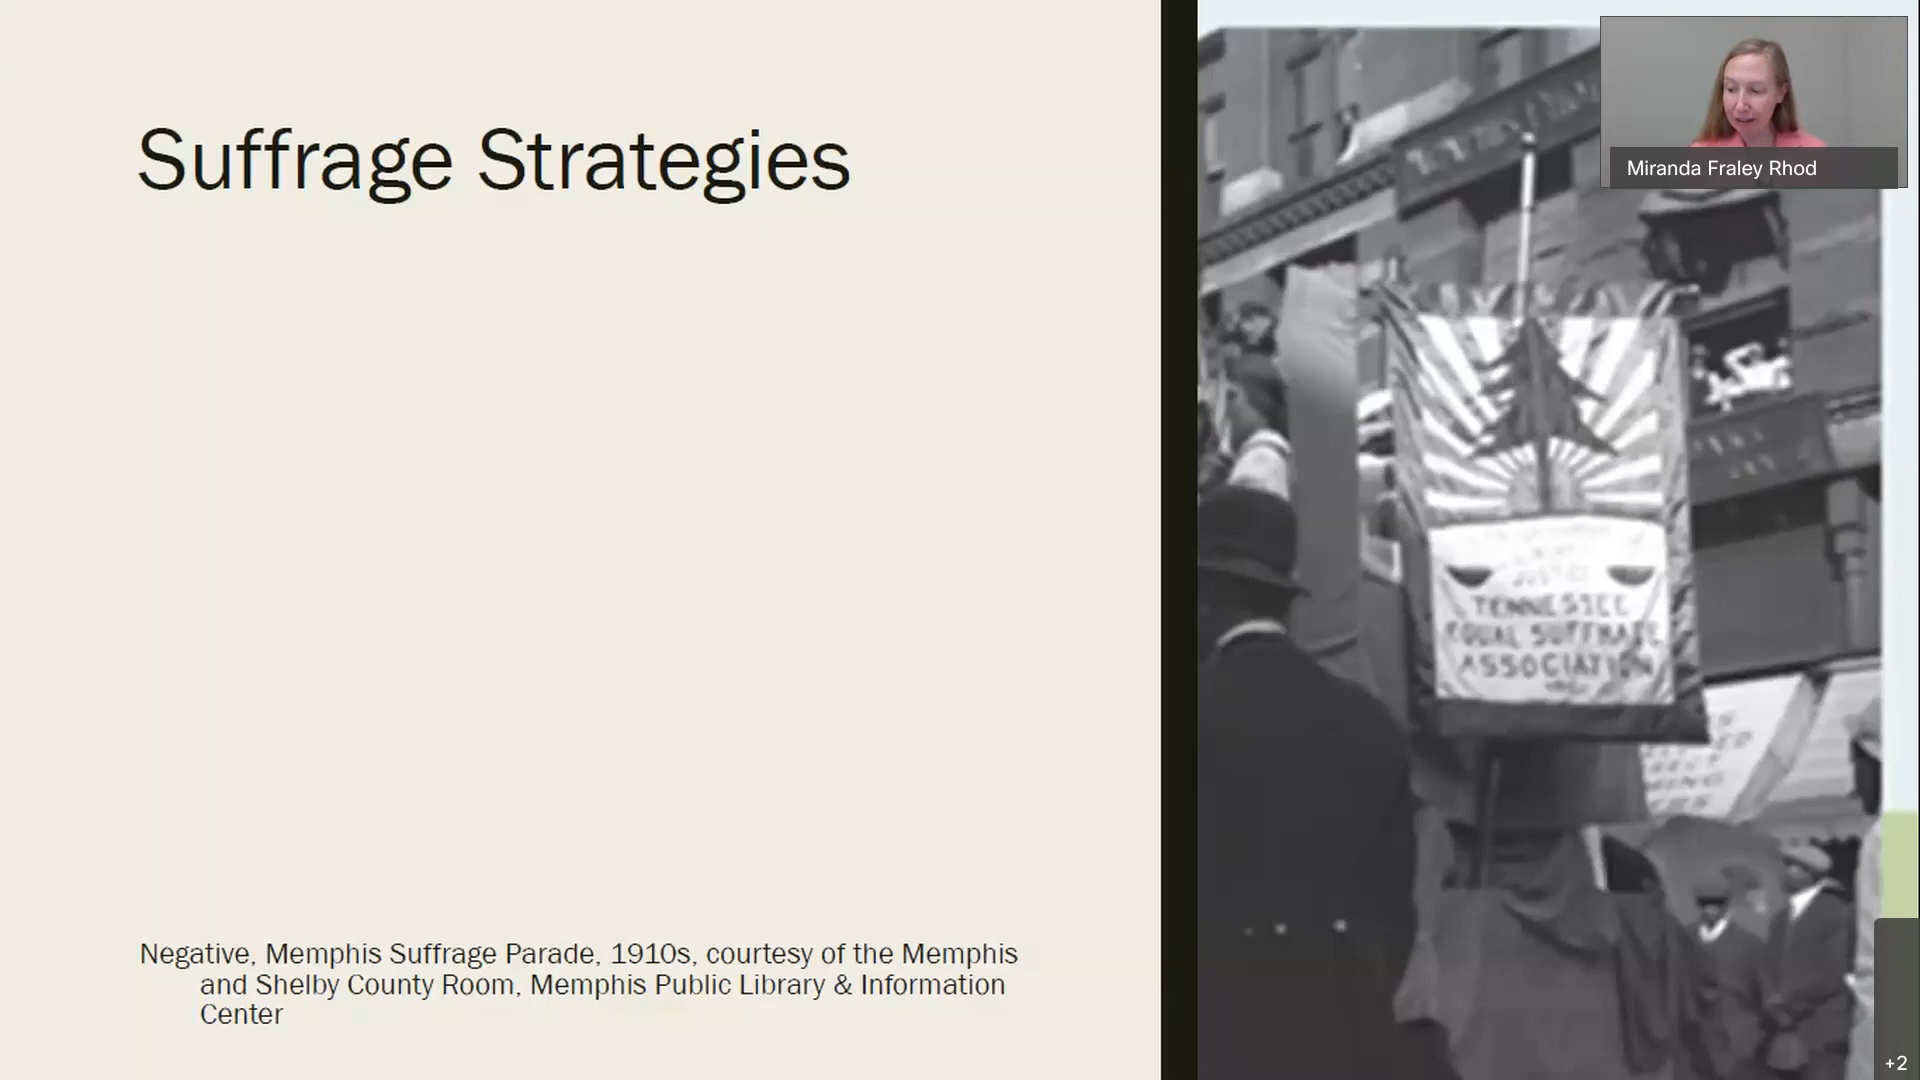 Suffrage Strategies
Miranda Fraley Rhod
JUSTICE
TENNESSEE
EQUAL SUFFRAGE
ASSOCIATION
Negative, Memphis Suffrage Parade, 1910s, courtesy of the Memphis
and Shelby County Room, Memphis Public Library & Information
Center
+2